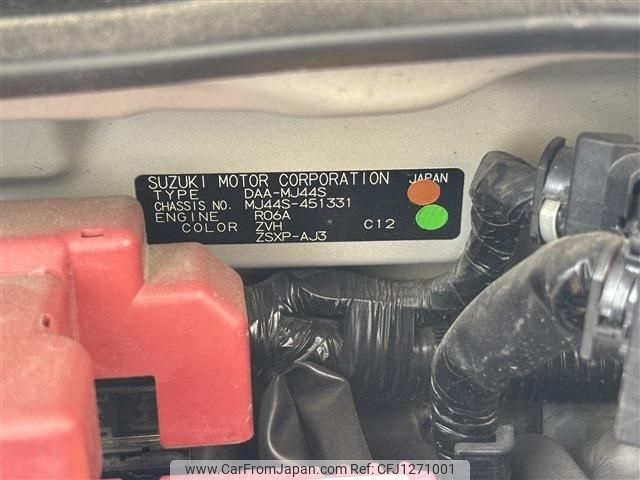 SUZUKI MOTOR CORPORATION JAPAN
TYPE DAA-MJ44S
CHASSIS NO. MJ44S-451331
ENGINE R06A
COLOR ZVH C12
ZSXP-AJ3
www.CarFromJapan.com - CFJ1271001